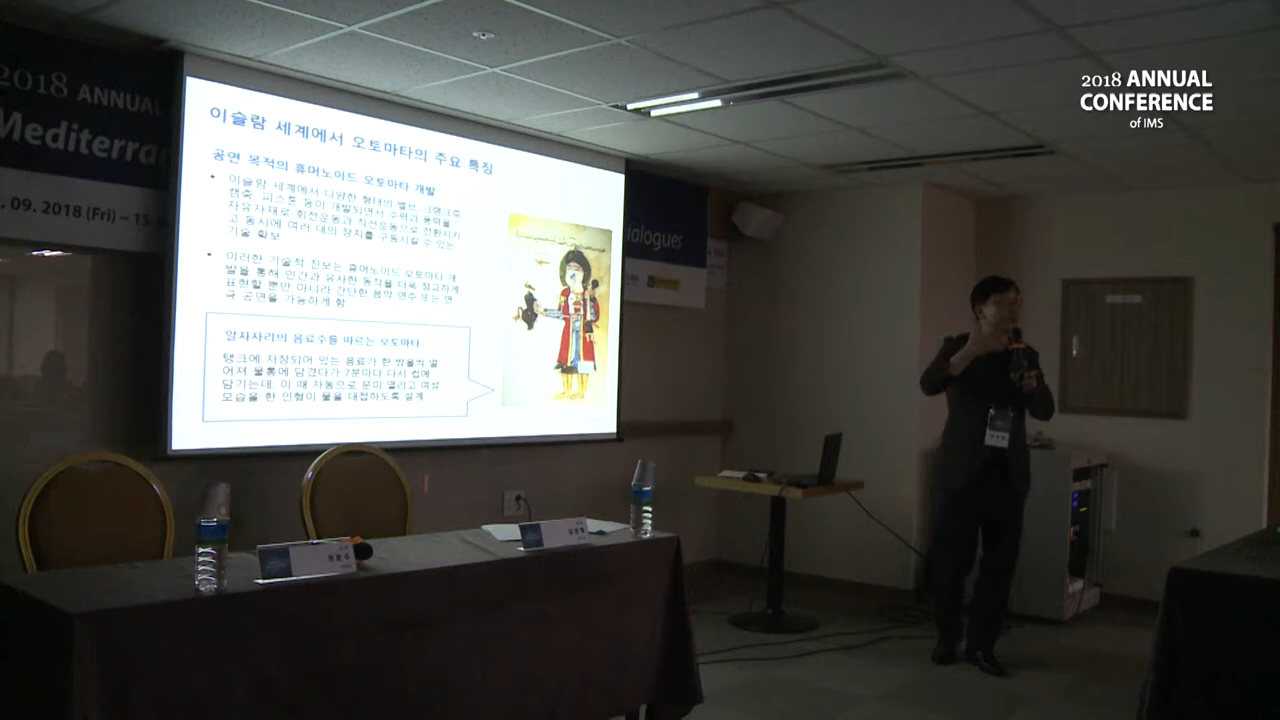 2018 ANNUAL
CONFERENCE
of IMS
2018 ANNUAL
Mediterra
. 09. 2018 (Fri) – 15
ialogues
이슬람 세계에서 오토마타의 주요 특징
공연 목적의 휴머노이드 오토마타 개발
• 이슬람 세계에서 다양한 형태의 밸브, 크랭크축
캠축, 피스톤 등이 개발되면서 수력과 풍력을
자유자재로 회전운동과 직선운동으로 전환시키
고 동시에 여러 대의 장치를 구동시킬 수 있는
기술 확보
• 이러한 기술적 진보는 휴머노이드 오토마타 개
발을 통해 인간과 유사한 동작을 더욱 정교하게
표현할 뿐만 아니라 간단한 음악 연주 또는 연
극 공연을 가능하게 함
알자자리의 음료수를 따르는 오토마타
탱크에 저장되어 있는 음료가 한 방울씩 떨
어져 물통에 담겼다가 7분마다 다시 컵에
담기는데 이 때 자동으로 문이 열리고 여성
모습을 한 인형이 물을 대접하도록 설계